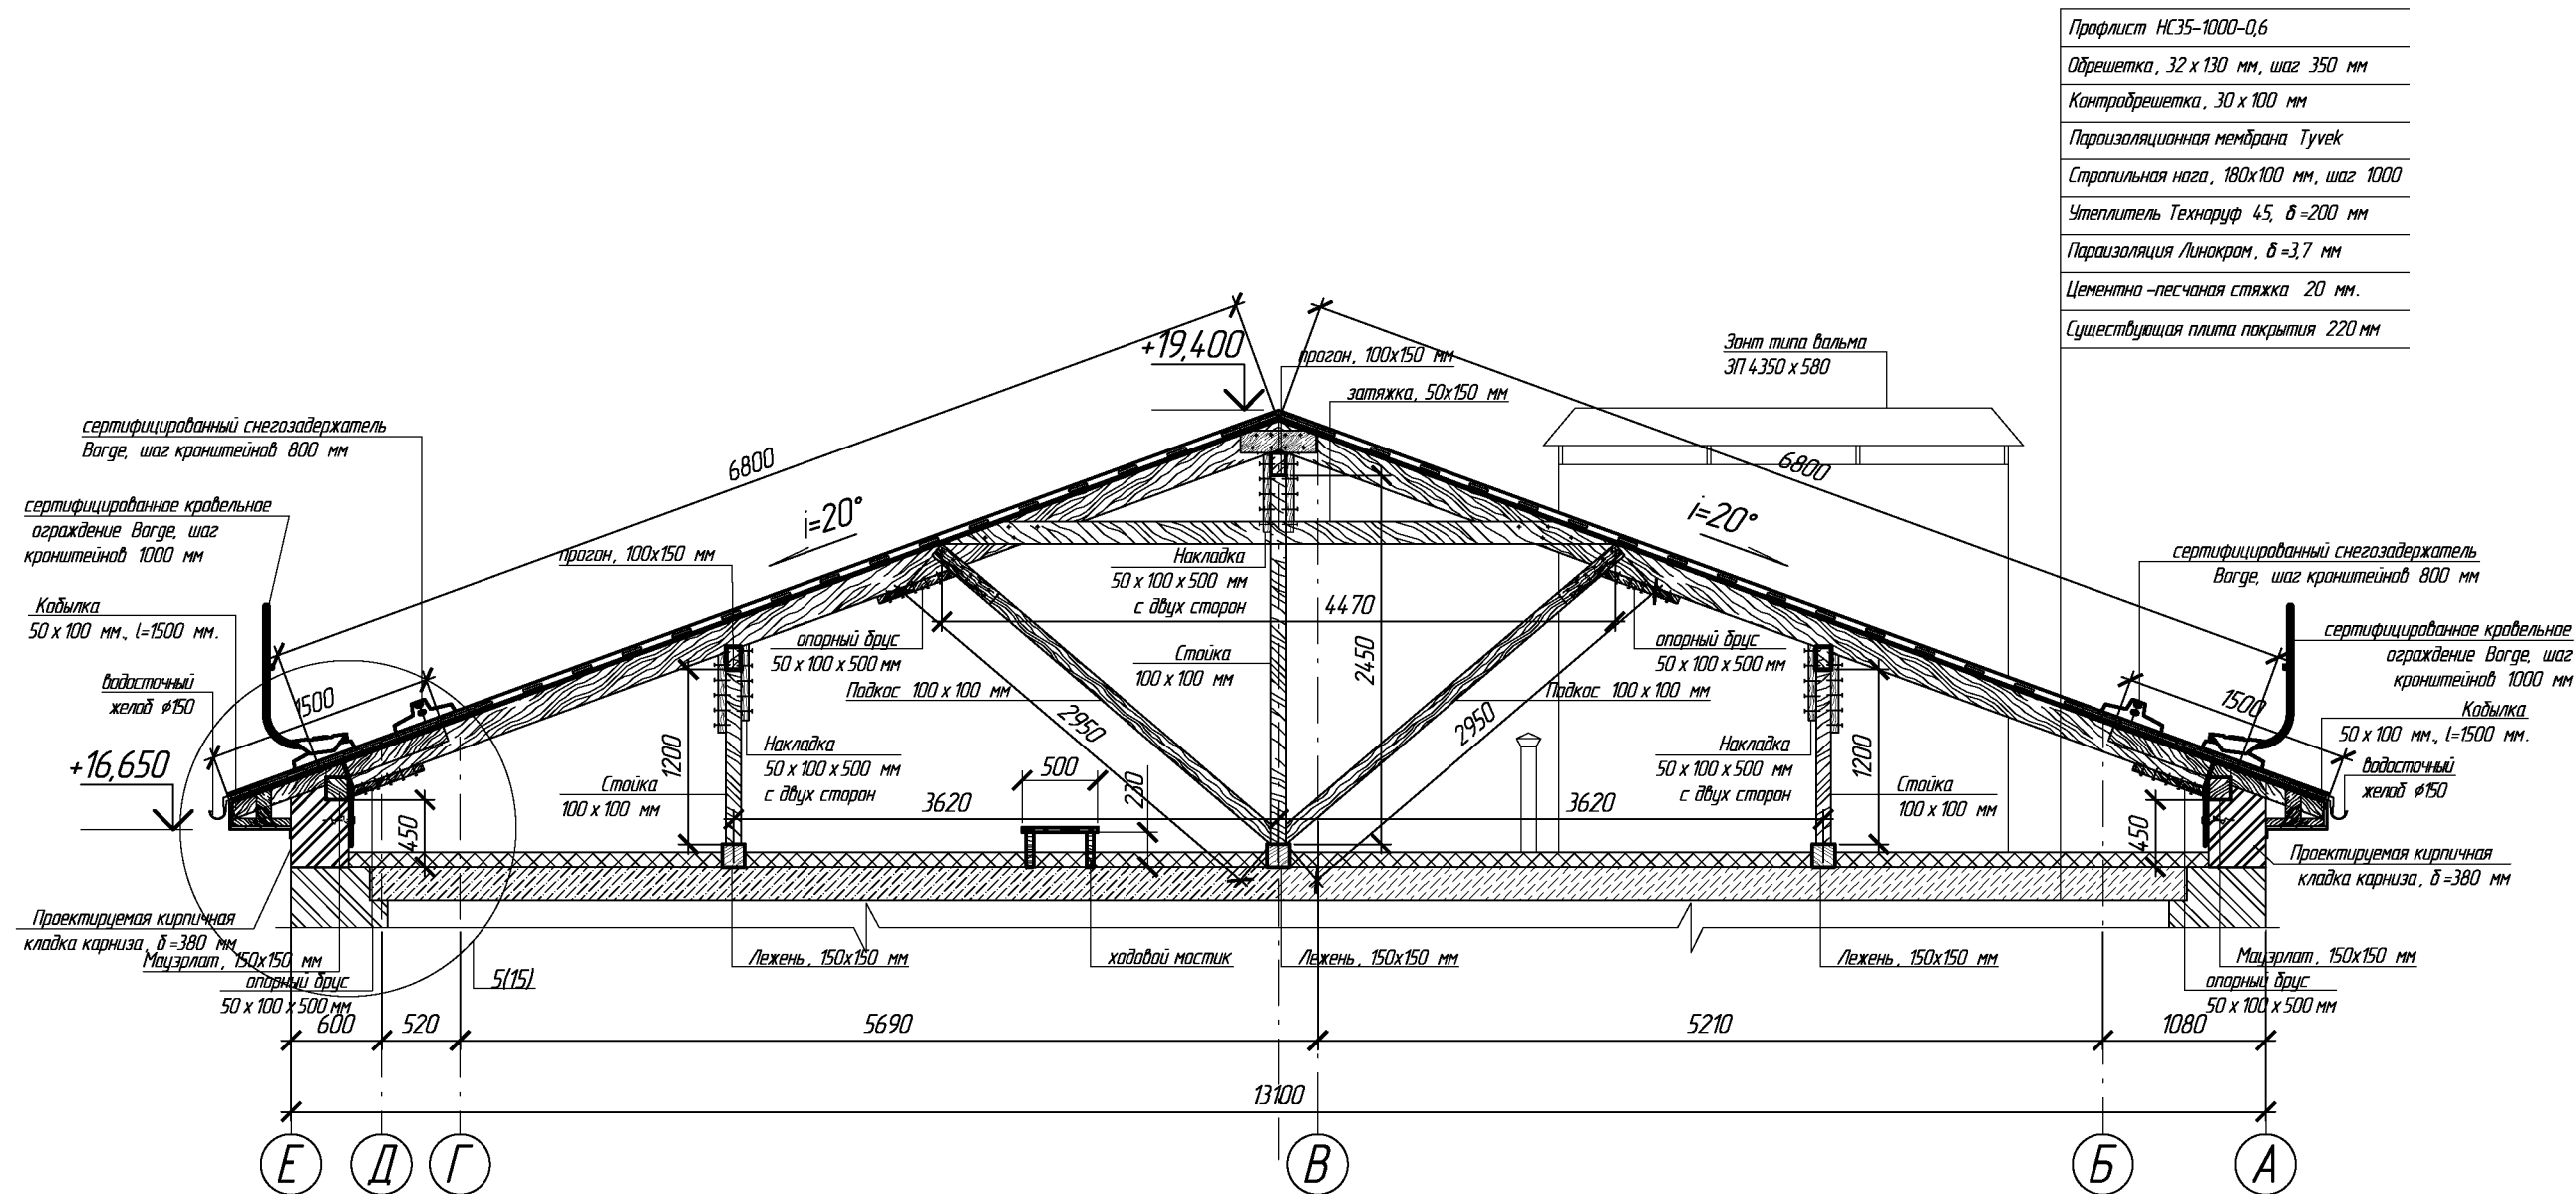 Профлист НС35-1000-0,6
Обрешетка, 32 х 130 мм, шаг 350 мм
Контробрешетка, 30 х 100 мм
Пароизоляционная мембрана Tyvek
Стропильная нога, 180х100 мм, шаг 1000
Утеплитель Техноруф 45, δ=200 мм
Параизоляция Линокром, δ=3,7 мм
Цементно-песчаная стяжка 20 мм.
Существующая плита покрытия 220 мм
+19,400
прогон, 100х150 мм
затяжка, 50х150 мм
Зонт типа вальма
ЗП 4350 х 580
сертифицированный снегозадержатель
Borge, шаг кронштейнов 800 мм
6800
6800
сертифицированное кровельное
ограждение Borge, шаг
кронштейнов 1000 мм
i=20°
i=20°
прогон, 100х150 мм
Накладка
50 х 100 х 500 мм
с двух сторон
4470
2450
сертифицированный снегозадержатель
Borge, шаг кронштейнов 800 мм
Кобылка
50 х 100 мм., l=1500 мм.
опорный брус
50 х 100 х 500 мм
Стойка
100 х 100 мм
опорный брус
50 х 100 х 500 мм
сертифицированное кровельное
ограждение Borge, шаг
кронштейнов 1000 мм
водосточный
желоб ϕ150
1500
Подкос 100 х 100 мм
Подкос 100 х 100 мм
2950
2950
1500
Кобылка
50 х 100 мм., l=1500 мм.
+16,650
1200
Накладка
50 х 100 х 500 мм
с двух сторон
Стойка
100 х 100 мм
500
230
3620
3620
Накладка
50 х 100 х 500 мм
с двух сторон
1200
Стойка
100 х 100 мм
водосточный
желоб ϕ150
450
450
Проектируемая кирпичная
кладка карниза, δ=380 мм
Проектируемая кирпичная
кладка карниза, δ=380 мм
Мауэрлат, 150х150 мм
опорный брус
50 х 100 х 500 мм
5(15)
Лежень, 150х150 мм
ходовой мостик
Лежень, 150х150 мм
Лежень, 150х150 мм
Мауэрлат, 150х150 мм
опорный брус
50 х 100 х 500 мм
600
520
5690
5210
1080
13100
Е
Д
Г
В
Б
А